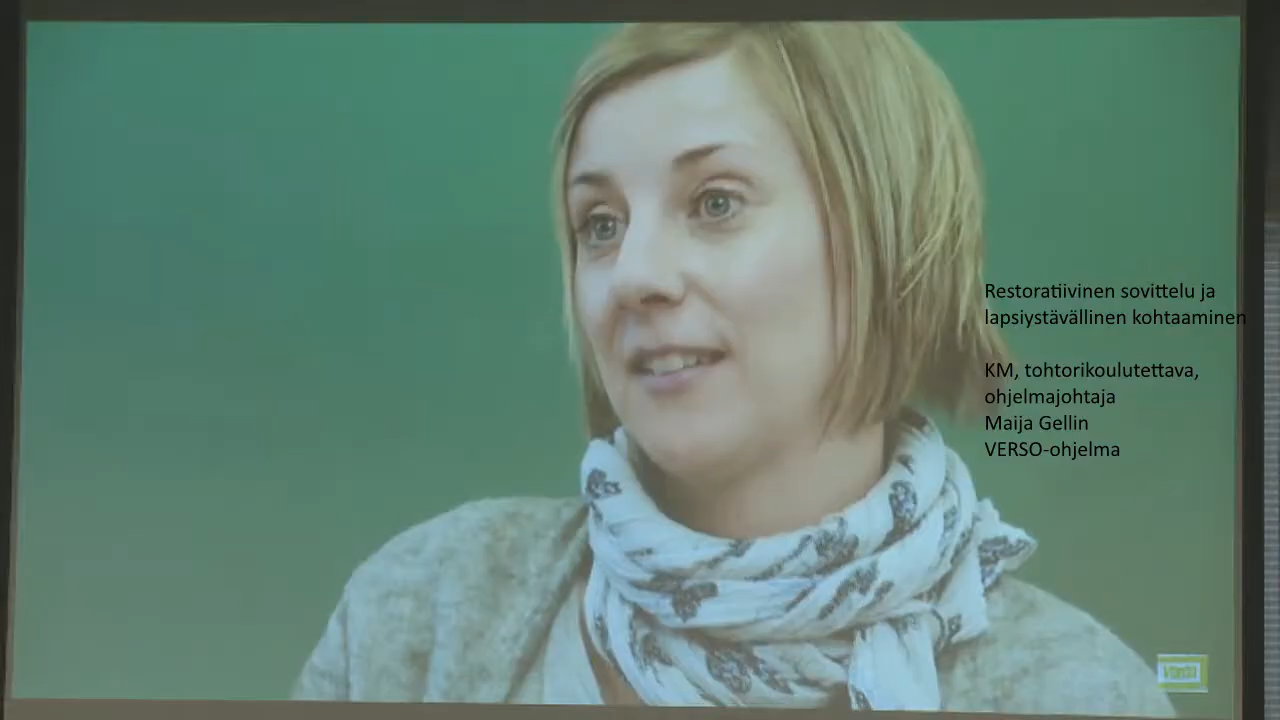 Restoratiivinen sovittelu ja
lapsiystävällinen kohtaaminen
KM, tohtorikoulutettava,
ohjelmajohtaja
Maija Gellin
VERSO-ohjelma